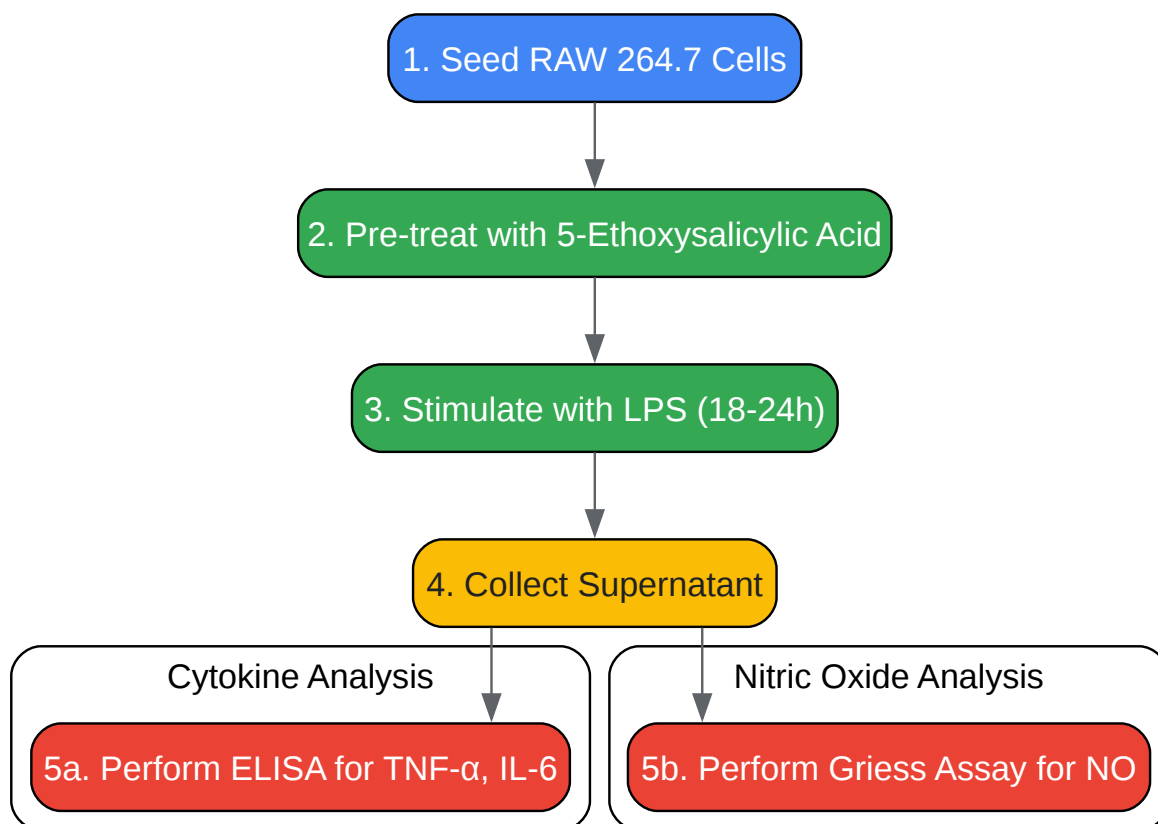 1. Seed RAW 264.7 Cells
2. Pre-treat with 5-Ethoxysalicylic Acid
3. Stimulate with LPS (18-24h)
4. Collect Supernatant
Cytokine Analysis
5a. Perform ELISA for TNF-α, IL-6
Nitric Oxide Analysis
5b. Perform Griess Assay for NO